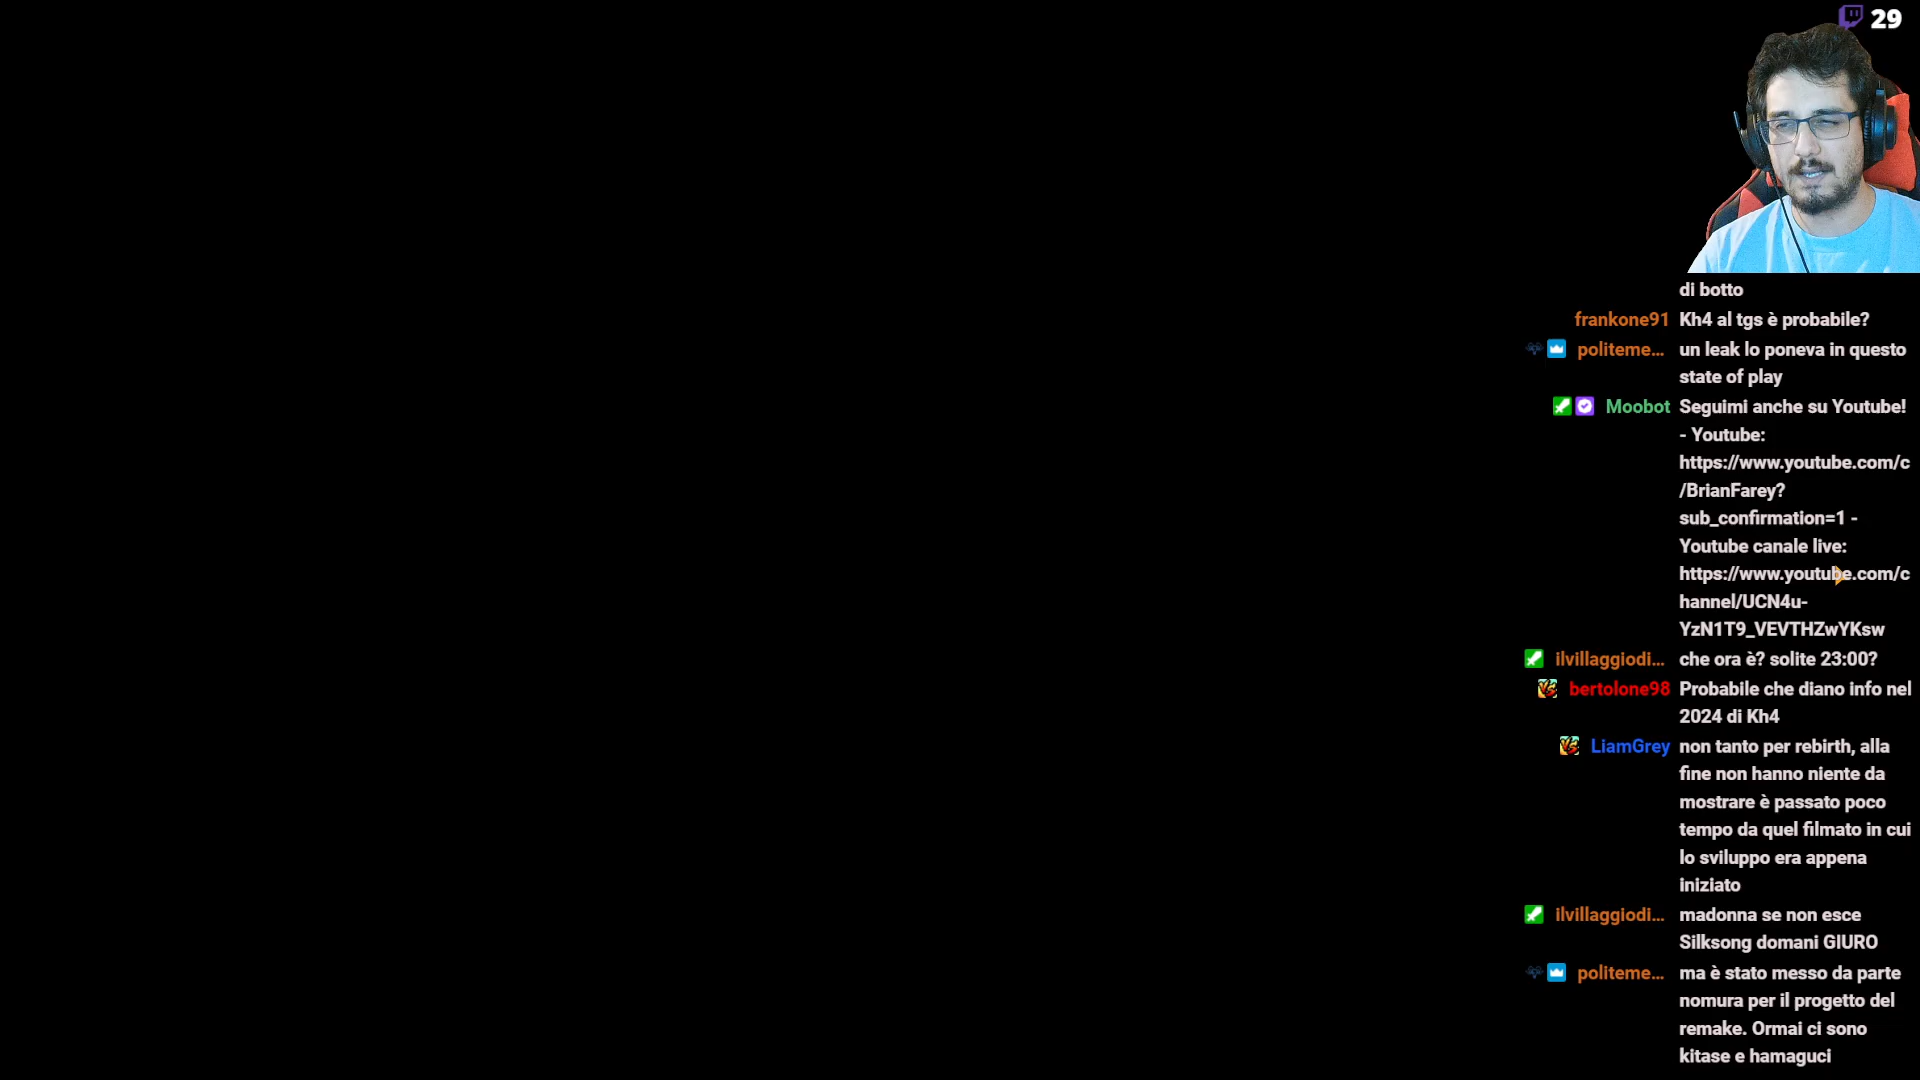 29
di botto
frankone91 Kh4 al tgs è probabile?
politeme... un leak lo poneva in questo
state of play
Moobot Seguimi anche su Youtube!
- Youtube:
https://www.youtube.com/c
/BrianFarey?
sub_confirmation=1 -
Youtube canale live:
https://www.youtube.com/c
hannel/UCN4u-
YzN1T9_VEVTHZwYKsw
ilvillaggiodi... che ora è? solite 23:00?
bertolone98 Probabile che diano info nel
2024 di Kh4
LiamGrey non tanto per rebirth, alla
fine non hanno niente da
mostrare è passato poco
tempo da quel filmato in cui
lo sviluppo era appena
iniziato
ilvillaggiodi... madonna se non esce
Silksong domani GIURO
politeme... ma è stato messo da parte
nomura per il progetto del
remake. Ormai ci sono
kitase e hamaguci